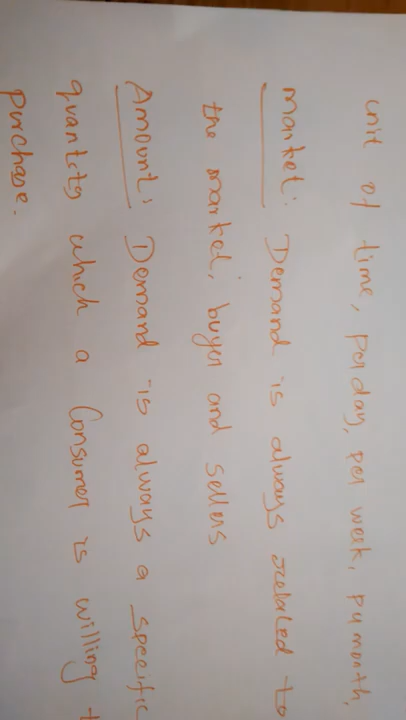 unit of time, per day, per week, per month,
market: Demand is always related to
the market, buyer and sellers
Amount: Demand is always a specific
quantity which a Consumer is willing t
purchase.